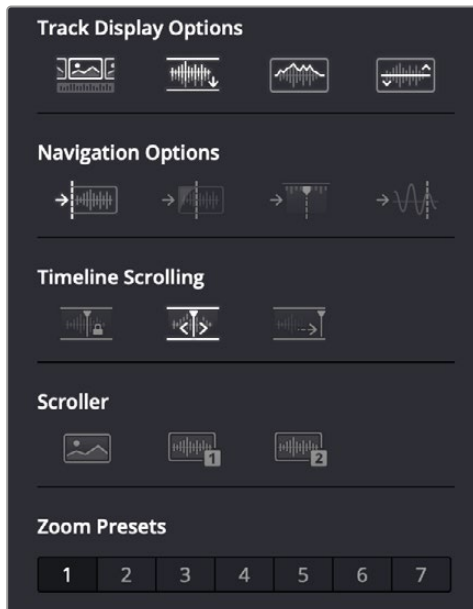 Track Display Options
Navigation Options
Timeline Scrolling
Scroller
1 2
Zoom Presets
1 2 3 4 5 6 7